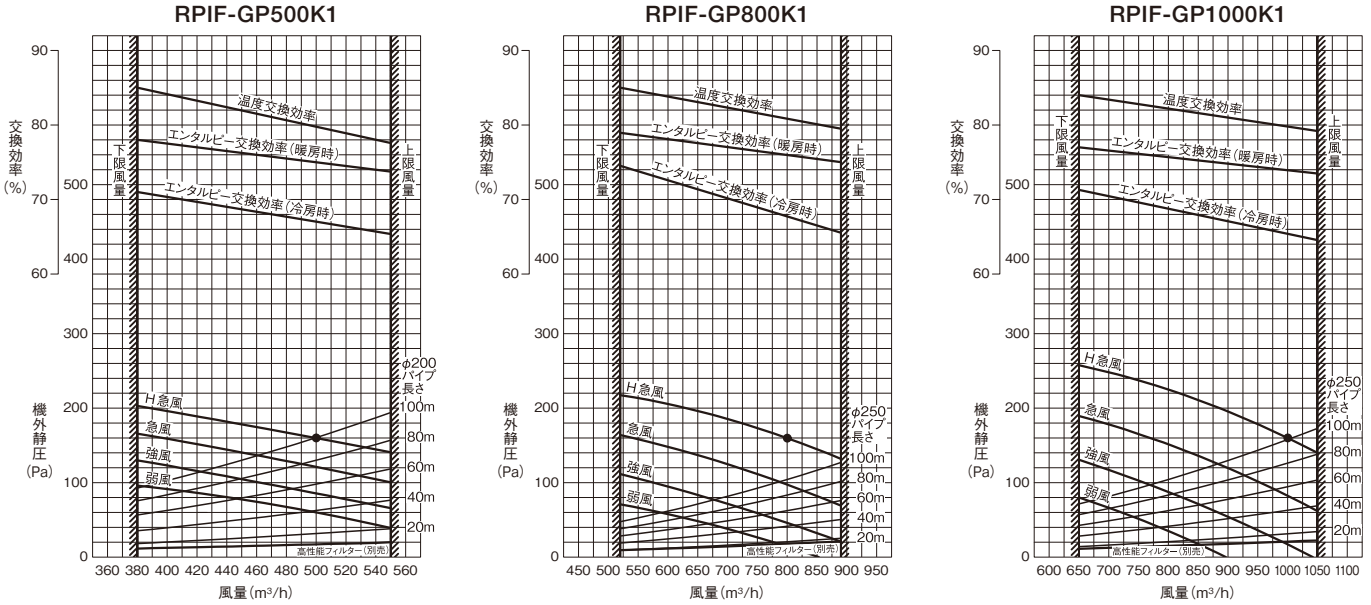 RPIF-GP500K1
90
80
70
60
交換効率
(%)
500
400
300
200
100
0
機外静圧
(Pa)
下限風量
上限風量
温度交換効率
エンタルピー交換効率(暖房時)
エンタルピー交換効率(冷房時)
H急風
急風
強風
弱風
高性能フィルター(別売)
φ200
パイプ
長さ
100m
80m
60m
40m
20m
360 380 400 420 440 460 480 500 520 540 560
風量(m³/h)
RPIF-GP800K1
90
80
70
60
交換効率
(%)
500
400
300
200
100
0
機外静圧
(Pa)
下限風量
上限風量
温度交換効率
エンタルピー交換効率(暖房時)
エンタルピー交換効率(冷房時)
H急風
急風
強風
弱風
高性能フィルター(別売)
φ250
パイプ
長さ
100m
80m
60m
40m
20m
450 500 550 600 650 700 750 800 850 900 950
風量(m³/h)
RPIF-GP1000K1
90
80
70
60
交換効率
(%)
500
400
300
200
100
0
機外静圧
(Pa)
下限風量
上限風量
温度交換効率
エンタルピー交換効率(暖房時)
エンタルピー交換効率(冷房時)
H急風
急風
強風
弱風
高性能フィルター(別売)
φ250
パイプ
長さ
100m
80m
60m
40m
20m
600 650 700 750 800 850 900 950 1000 1050 1100
風量(m³/h)